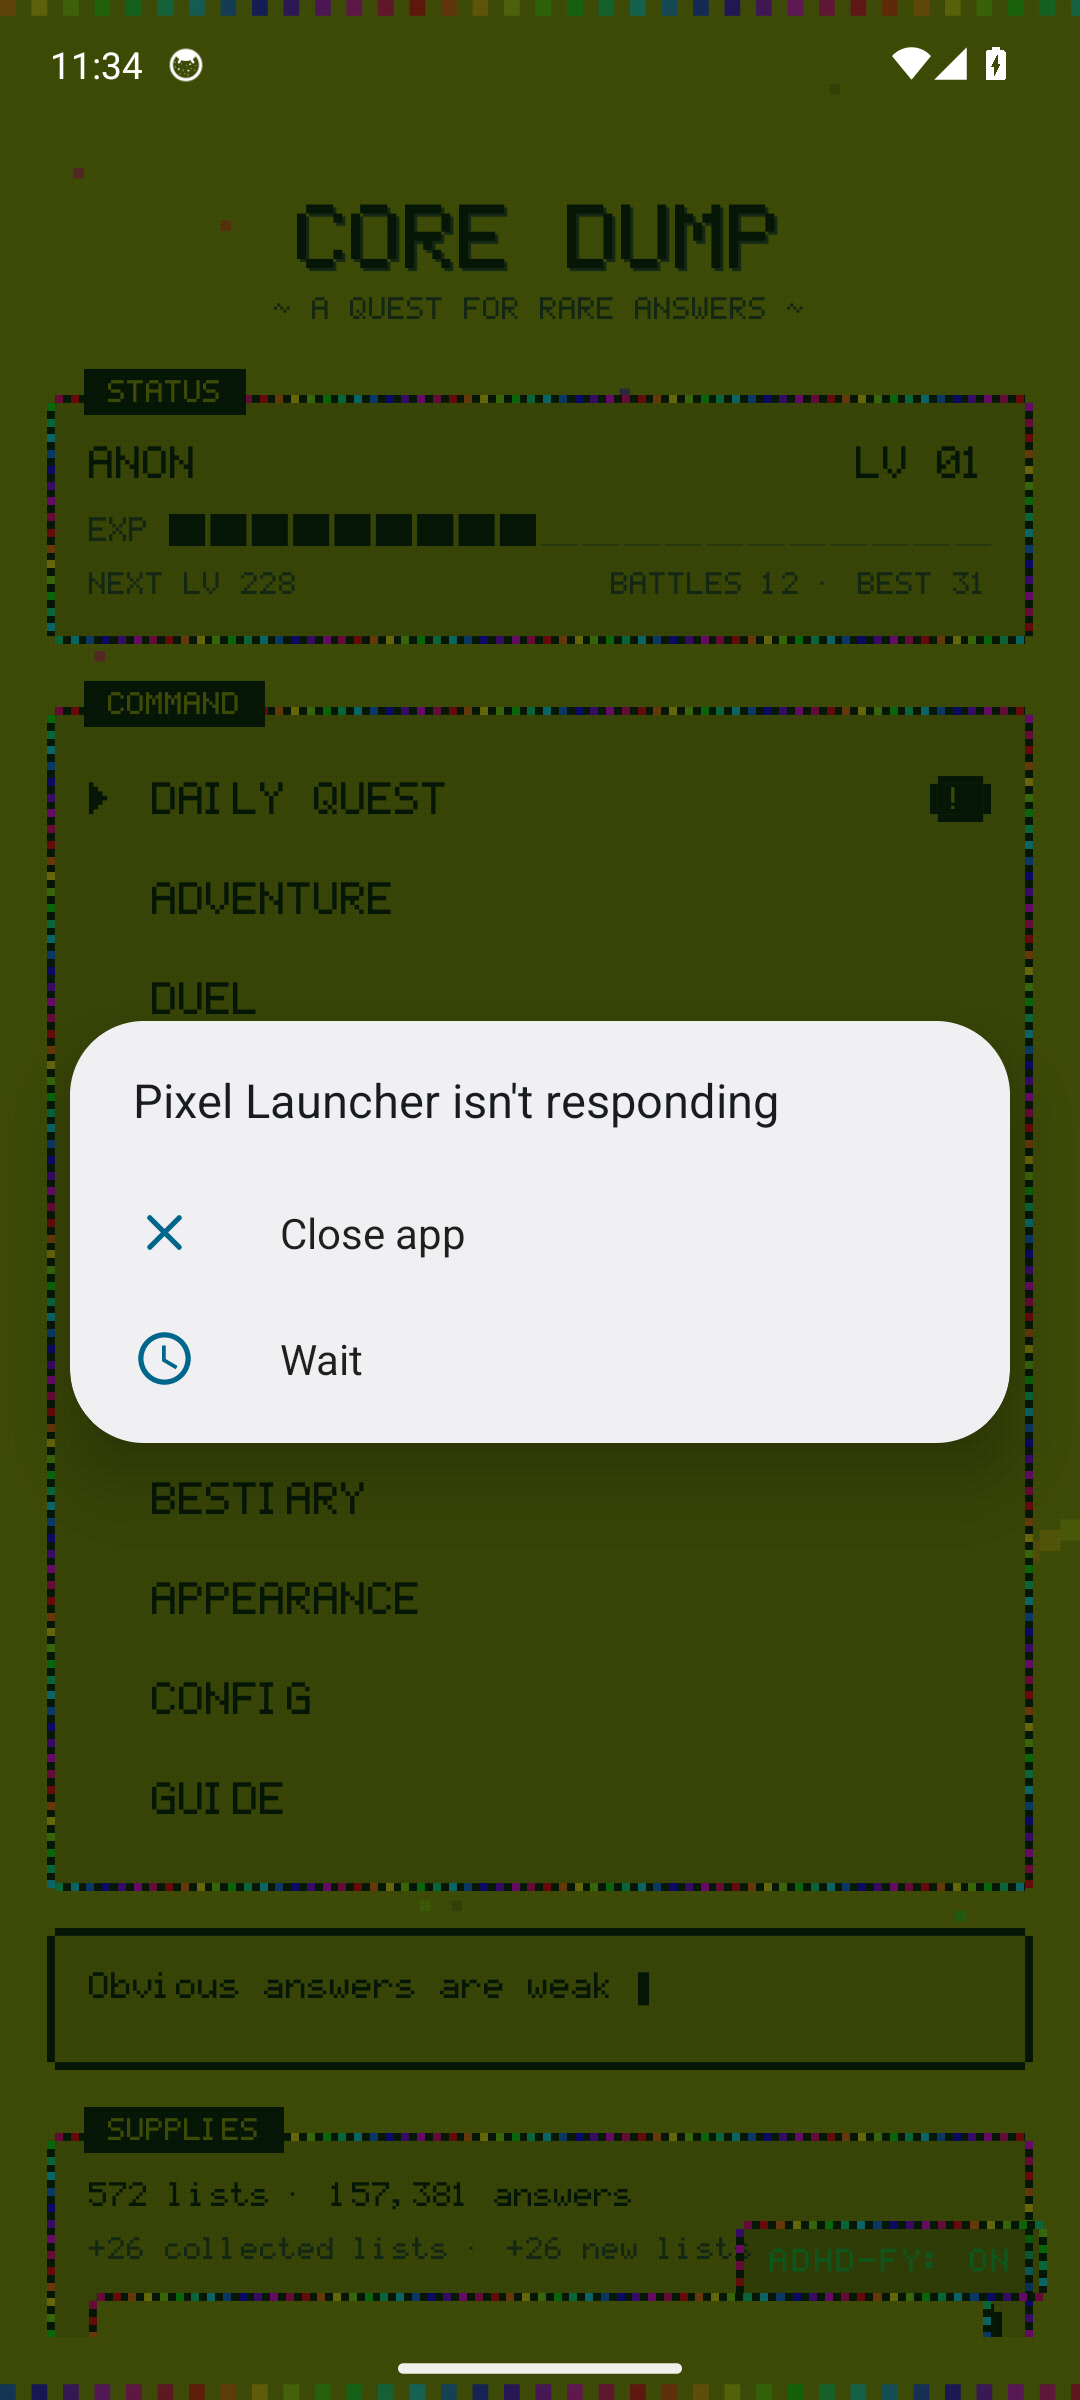 11:34
CORE DUMP
~ A QUEST FOR RARE ANSWERS ~
STATUS
ANON LV 01
EXP
NEXT LV 228 BATTLES 12 · BEST 31
COMMAND
DAILY QUEST !
ADVENTURE
DUEL
Pixel Launcher isn't responding
Close app
Wait
BESTIARY
APPEARANCE
CONFIG
GUIDE
Obvious answers are weak
SUPPLIES
572 lists · 157,381 answers
+26 collected lists · +26 new lists
ADHD-FY: ON